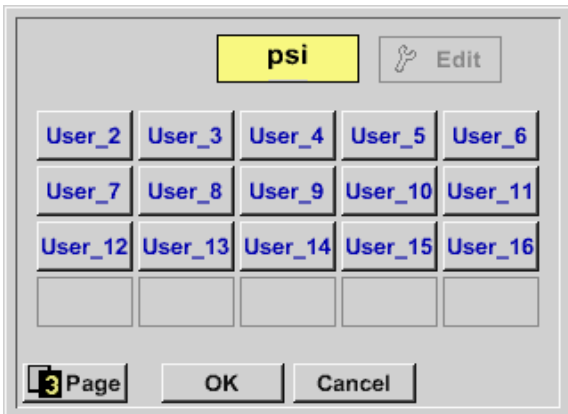 psi Edit
User_2 User_3 User_4 User_5 User_6
User_7 User_8 User_9 User_10 User_11
User_12 User_13 User_14 User_15 User_16
3 Page OK Cancel